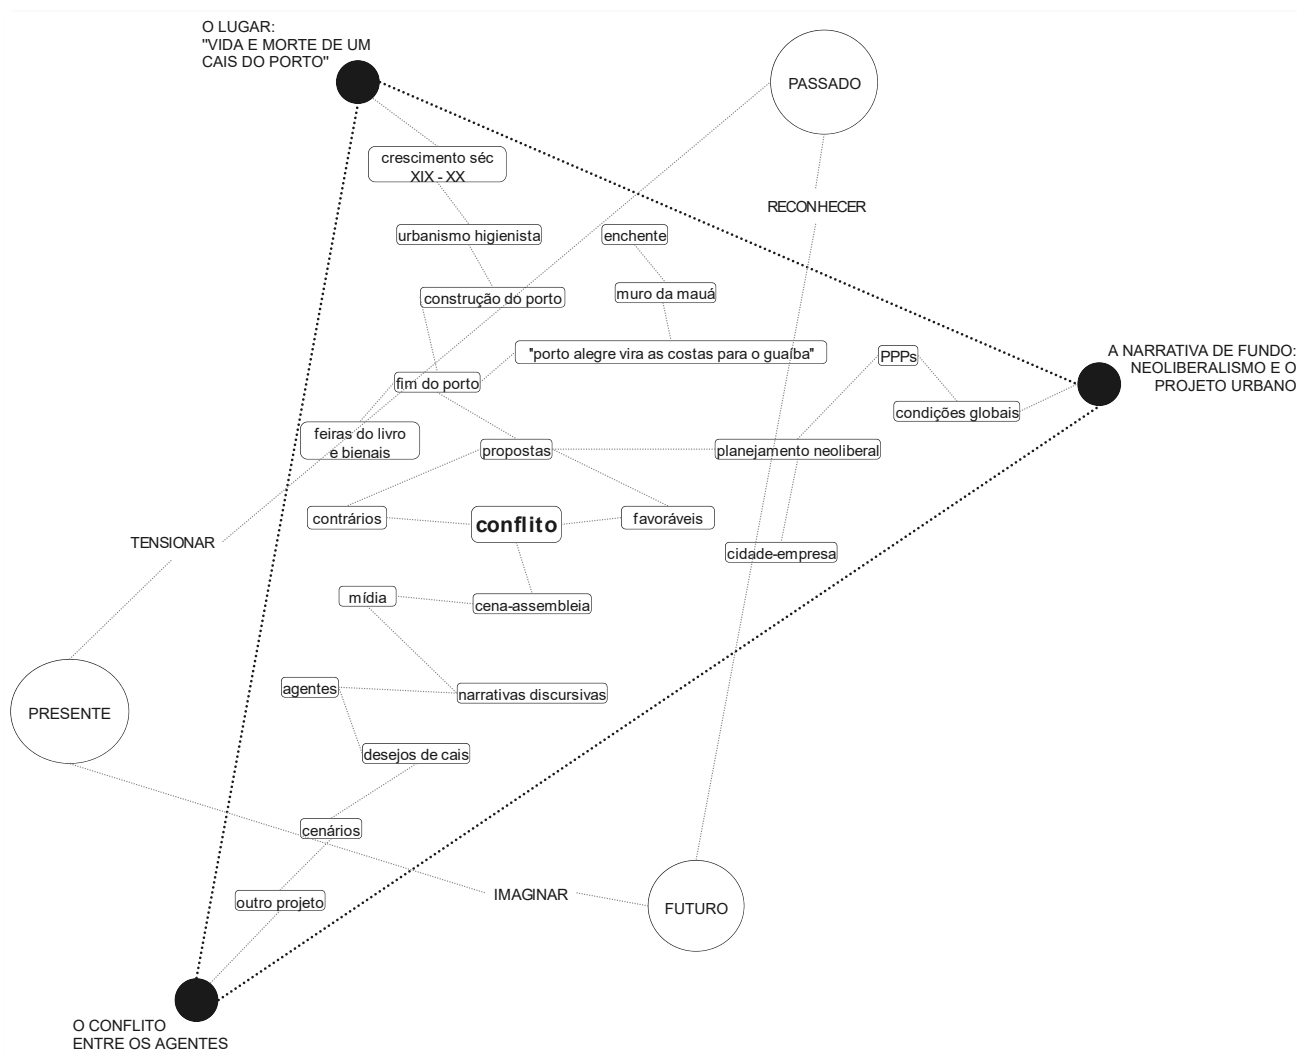 O LUGAR:
"VIDA E MORTE DE UM
CAIS DO PORTO"
PASSADO
crescimento séc
XIX - XX
RECONHECER
urbanismo higienista
enchente
construção do porto
muro da mauá
"porto alegre vira as costas para o guaíba"
PPPs
A NARRATIVA DE FUNDO:
NEOLIBERALISMO E O
PROJETO URBANO
fim do porto
condições globais
feiras do livro
e bienais
propostas
planejamento neoliberal
contrários
conflito
favoráveis
TENSIONAR
cidade-empresa
mídia
cena-assembleia
agentes
narrativas discursivas
PRESENTE
desejos de cais
cenários
outro projeto
IMAGINAR
FUTURO
O CONFLITO
ENTRE OS AGENTES